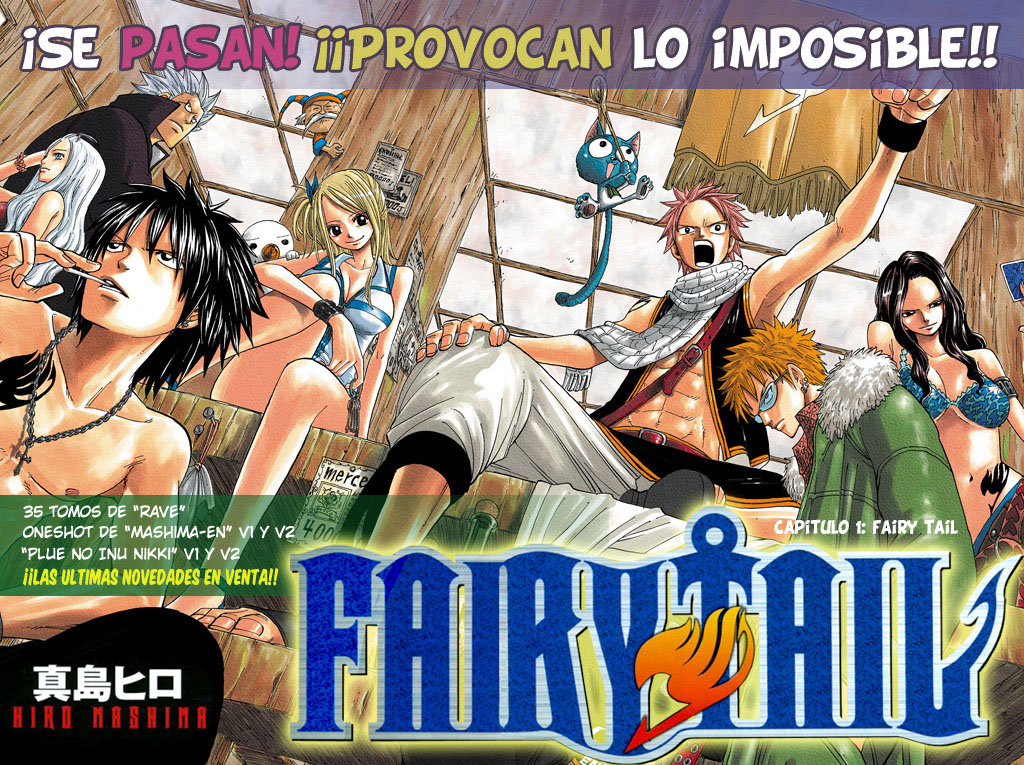 ¡SE PASAN! ¡¡PROVOCAN LO IMPOSIBLE!!
merce
400
35 TOMOS DE "RAVE"
ONESHOT DE "MASHIMA-EN" V1 Y V2
"PLUE NO INU NIKKI" V1 Y V2
¡¡LAS ULTIMAS NOVEDADES EN VENTA!!
CAPITULO 1: FAIRY TAIL
FAIRY TAIL
真島ヒロ
HIRO MASHIMA